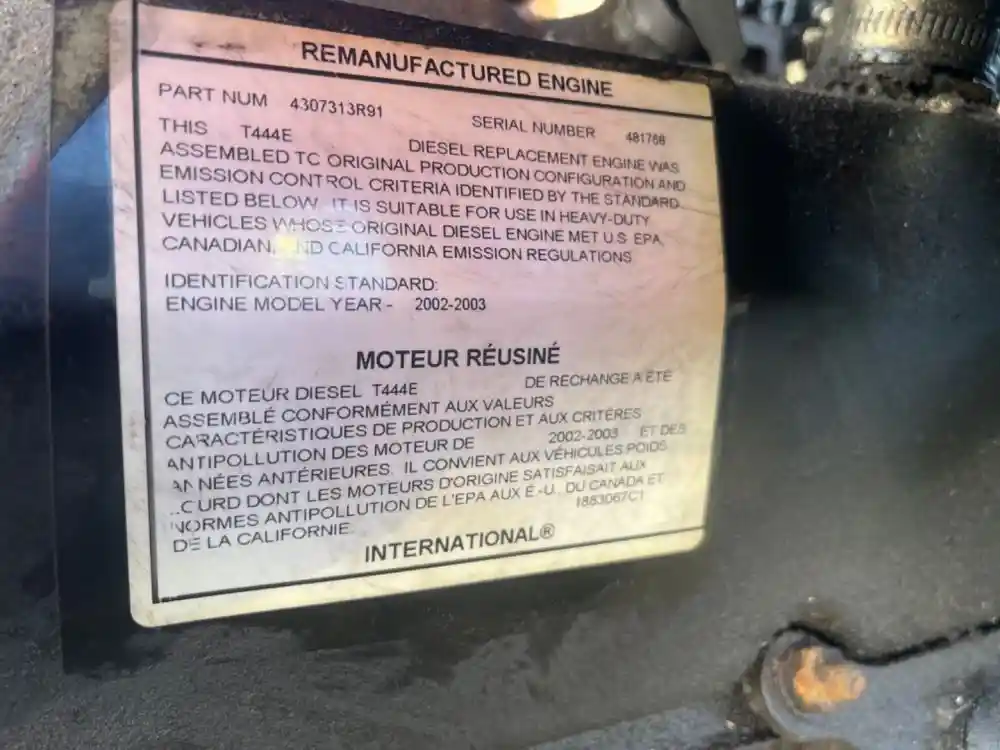 REMANUFACTURED ENGINE
PART NUM 4307313R91 SERIAL NUMBER 481768
THIS T444E DIESEL REPLACEMENT ENGINE WAS
ASSEMBLED TO ORIGINAL PRODUCTION CONFIGURATION AND
EMISSION CONTROL CRITERIA IDENTIFIED BY THE STANDARD
LISTED BELOW. IT IS SUITABLE FOR USE IN HEAVY-DUTY
VEHICLES WHOSE ORIGINAL DIESEL ENGINE MET U.S. EPA,
CANADIAN, AND CALIFORNIA EMISSION REGULATIONS
IDENTIFICATION STANDARD:
ENGINE MODEL YEAR - 2002-2003
MOTEUR RÉUSINÉ
CE MOTEUR DIESEL T444E DE RECHANGE A ÉTÉ
ASSEMBLÉ CONFORMÉMENT AUX VALEURS
CARACTÉRISTIQUES DE PRODUCTION ET AUX CRITÉRES
ANTIPOLLUTION DES MOTEUR DE 2002-2003 ET DES
ANNÉES ANTÉRIEURES. IL CONVIENT AUX VÉHICULES POIDS
LOURD DONT LES MOTEURS D'ORIGINE SATISFAISAIT AUX
NORMES ANTIPOLLUTION DE L'EPA AUX É.-U., DU CANADA ET
DE LA CALIFORNIE. 1883067C1
INTERNATIONAL®